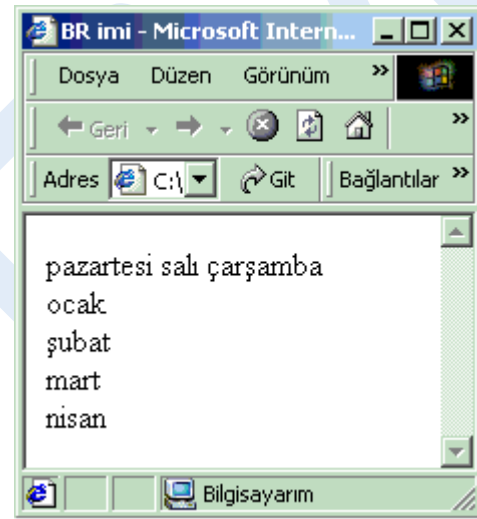 BR imi - Microsoft Intern...
Dosya Düzen Görünüm »
Geri »
Adres C:\ Git Bağlantılar »
pazartesi salı çarşamba
ocak
şubat
mart
nisan
Bilgisayarım